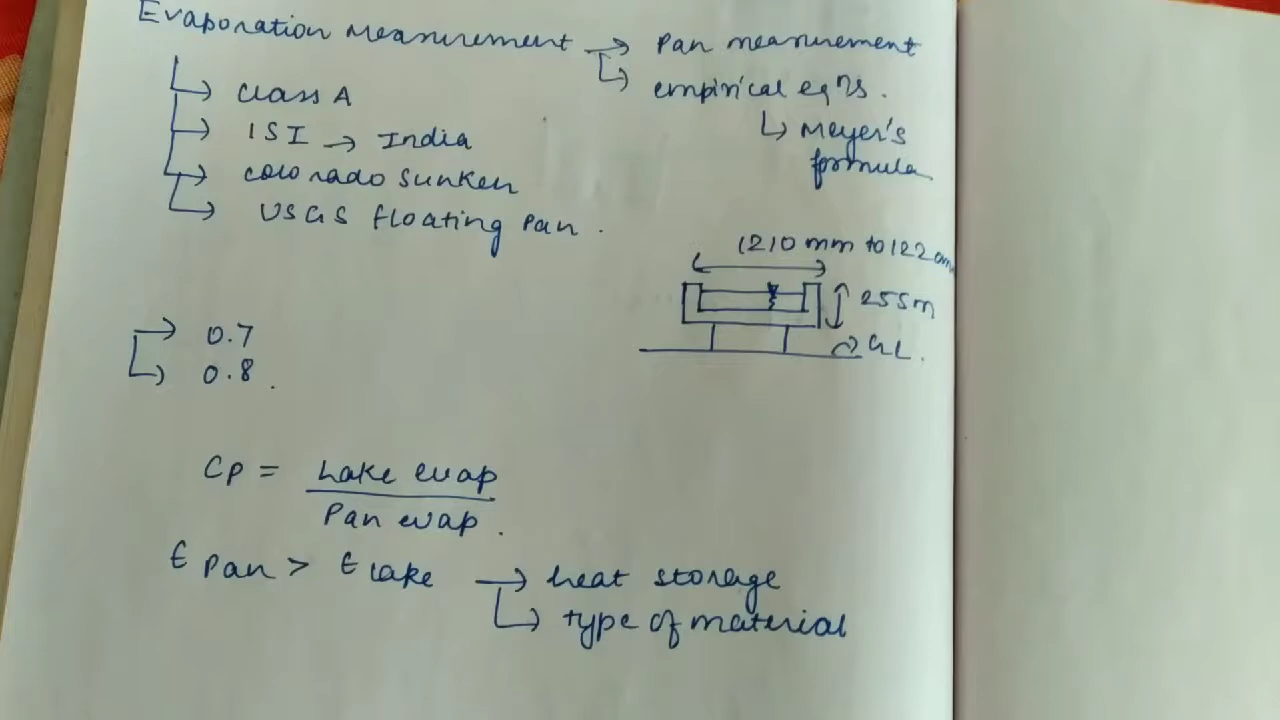 Evaporation Measurement → Pan measurement
↳ empirical eqns.
↳ Meyer's formula
↳ Class A
↳ ISI → India
↳ Colorado Sunken
↳ USGS floating Pan.
1210 mm to 122
255m
GL.
→ 0.7
↳ 0.8.
Cp = Lake evap
Pan evap.
E Pan > E Lake → heat storage
↳ type of material